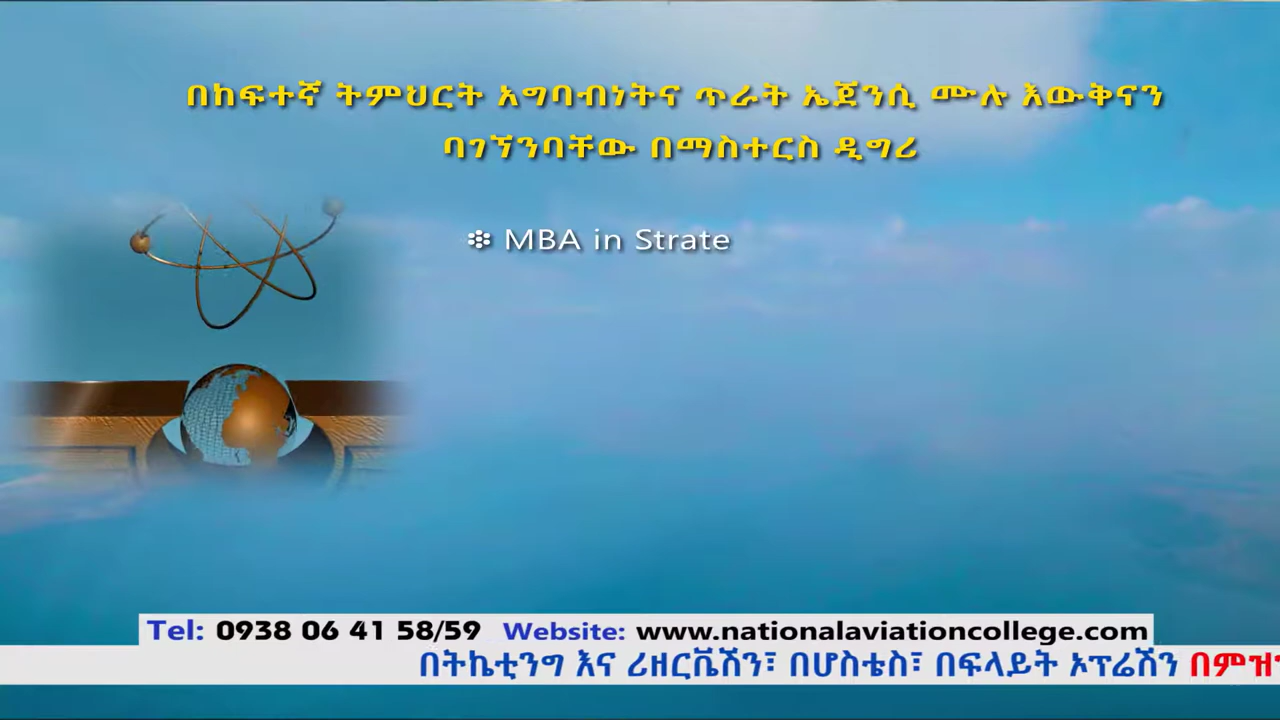 በከፍተኛ ትምህርት አግባብነትና ጥራት ኤጀንሲ ሙሉ እውቅናን
ባገኘንባቸው በማስተርስ ዲግሪ
MBA in Strate
Tel: 0938 06 41 58/59 Website: www.nationalaviationcollege.com
በትኬቲንግ እና ሪዘርቬሽን፣ በሆስቴስ፣ በፍላይት ኦፕሬሽን